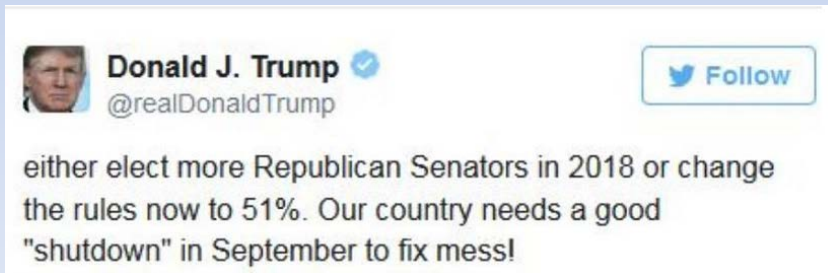 Donald J. Trump
Follow
@realDonaldTrump
either elect more Republican Senators in 2018 or change
the rules now to 51%. Our country needs a good
"shutdown" in September to fix mess!